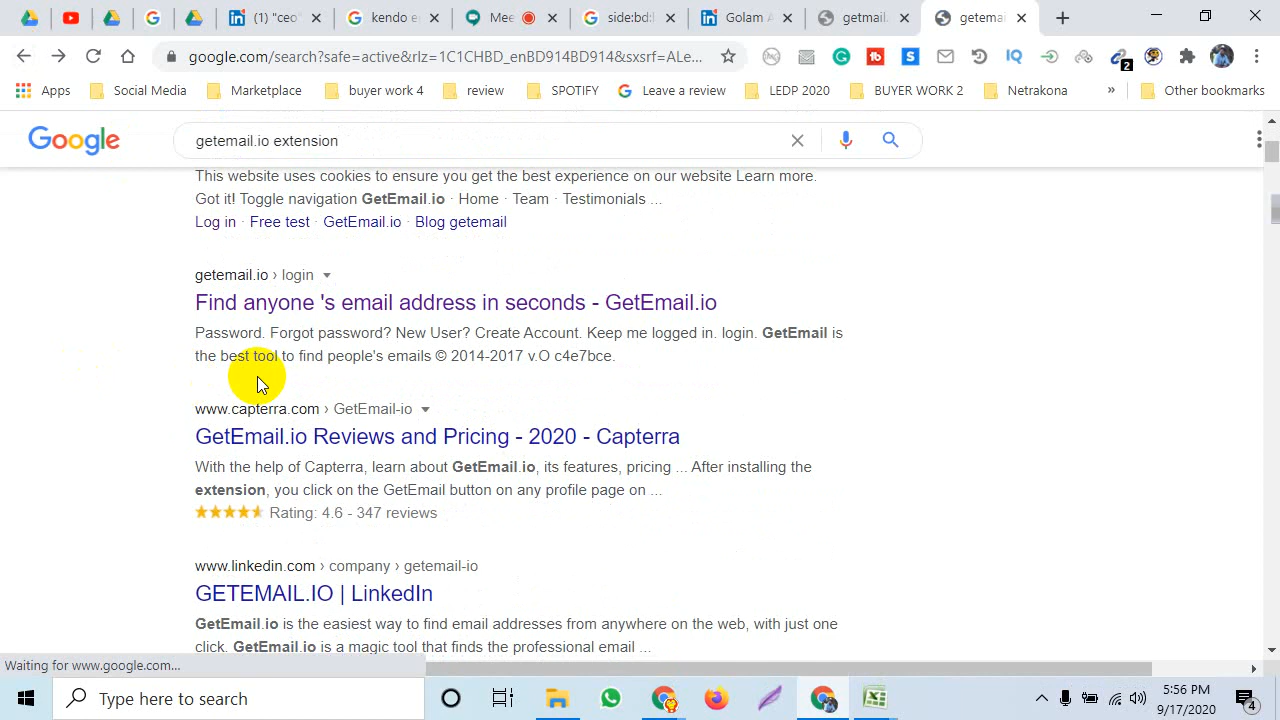 (1) "ceo"
kendo e
Mee
side:bd
Golam A
getmail
getemai
google.com/search?safe=active&rlz=1C1CHBD_enBD914BD914&sxsrf=ALe...
2
Apps
Social Media
Marketplace
buyer work 4
review
SPOTIFY
Leave a review
LEDP 2020
BUYER WORK 2
Netrakona
»
Other bookmarks
Google
getemail.io extension
This website uses cookies to ensure you get the best experience on our website Learn more.
Got it! Toggle navigation GetEmail.io · Home · Team · Testimonials ...
Log in · Free test · GetEmail.io · Blog getemail
getemail.io › login
Find anyone 's email address in seconds - GetEmail.io
Password. Forgot password? New User? Create Account. Keep me logged in. login. GetEmail is
the best tool to find people's emails © 2014-2017 v.O c4e7bce.
www.capterra.com › GetEmail-io
GetEmail.io Reviews and Pricing - 2020 - Capterra
With the help of Capterra, learn about GetEmail.io, its features, pricing ... After installing the
extension, you click on the GetEmail button on any profile page on ...
Rating: 4.6 - 347 reviews
www.linkedin.com › company › getemail-io
GETEMAIL.IO | LinkedIn
GetEmail.io is the easiest way to find email addresses from anywhere on the web, with just one
click. GetEmail.io is a magic tool that finds the professional email ...
Waiting for www.google.com...
Type here to search
5:56 PM
9/17/2020
4